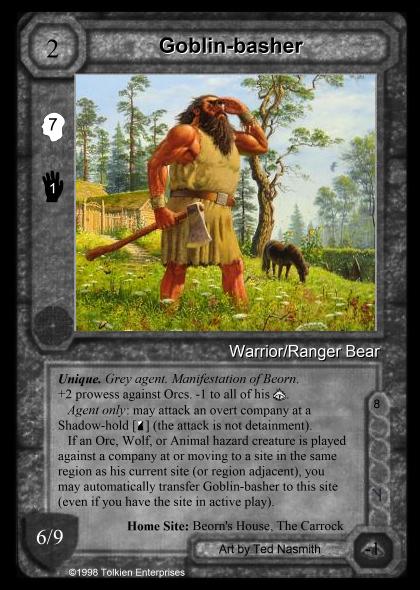 2
Goblin-basher
7
1
Warrior/Ranger Bear
Unique. Grey agent. Manifestation of Beorn.
+2 prowess against Orcs. -1 to all of his
Agent only: may attack an overt company at a
Shadow-hold [ ] (the attack is not detainment).
If an Orc, Wolf, or Animal hazard creature is played
against a company at or moving to a site in the same
region as his current site (or region adjacent), you
may automatically transfer Goblin-basher to this site
(even if you have the site in active play).
8
Home Site: Beorn's House, The Carrock
6/9
Art by Ted Nasmith
-1
©1998 Tolkien Enterprises